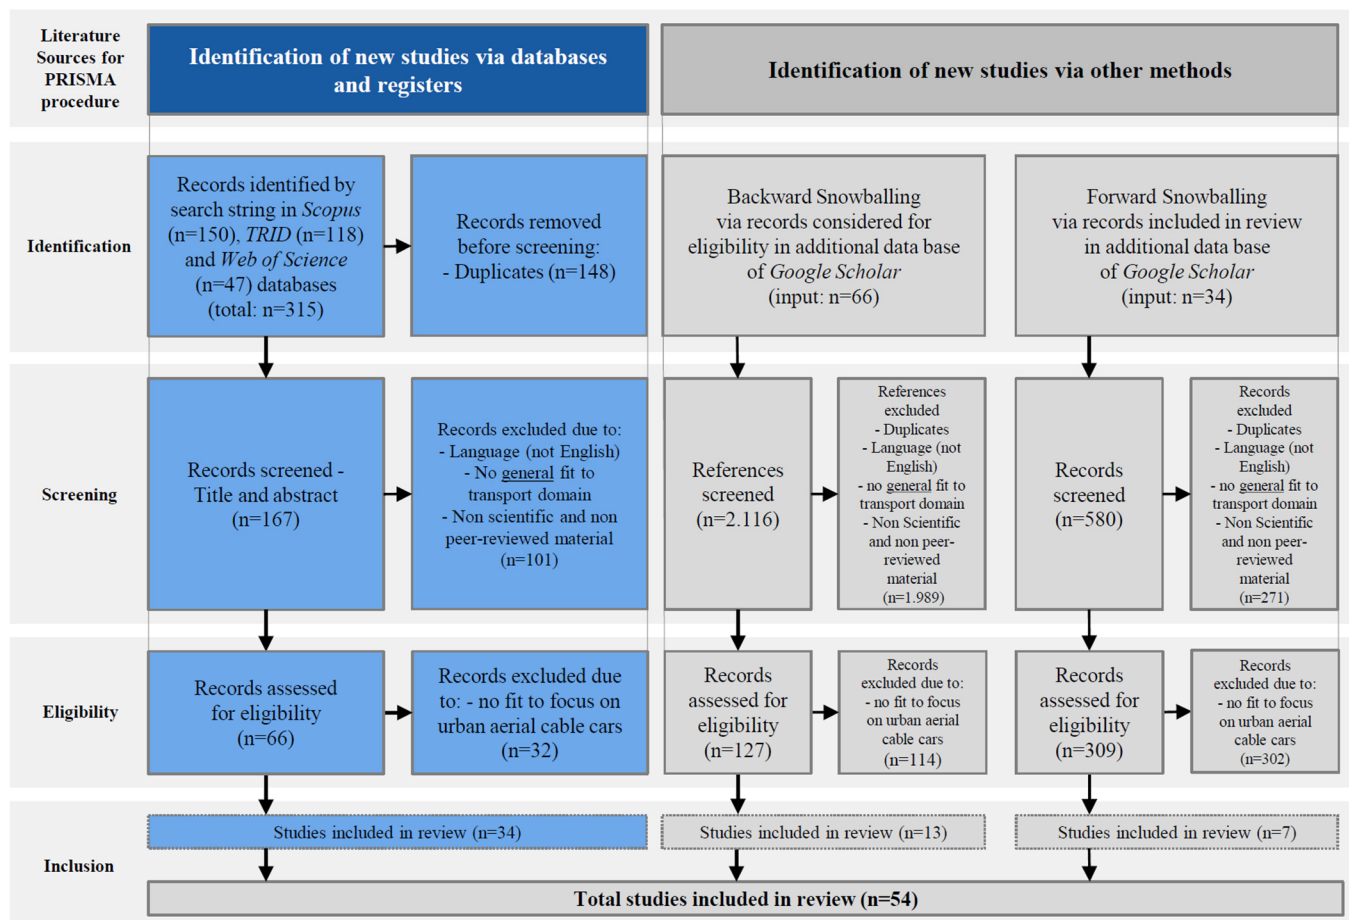 Literature
Sources for
PRISMA
procedure
Identification of new studies via databases
and registers
Identification of new studies via other methods
Identification
Records identified by
search string in Scopus
(n=150), TRID (n=118)
and Web of Science
(n=47) databases
(total: n=315)
Records removed
before screening:
- Duplicates (n=148)
Backward Snowballing
via records considered for
eligibility in additional data base
of Google Scholar
(input: n=66)
Forward Snowballing
via records included in review
in additional data base
of Google Scholar
(input: n=34)
Screening
Records screened -
Title and abstract
(n=167)
Records excluded due to:
- Language (not English)
- No general fit to
transport domain
- Non scientific and non
peer-reviewed material
(n=101)
References
screened
(n=2.116)
References
excluded
- Duplicates
- Language (not
English)
- no general fit to
transport domain
- Non Scientific
and non peer-
reviewed
material
(n=1.989)
Records
screened
(n=580)
Records
excluded
- Duplicates
- Language (not
English)
- no general fit to
transport domain
- Non Scientific
and non peer-
reviewed
material
(n=271)
Eligibility
Records assessed
for eligibility
(n=66)
Records excluded due
to: - no fit to focus on
urban aerial cable cars
(n=32)
Records
assessed for
eligibility
(n=127)
Records
excluded due to:
- no fit to focus
on urban aerial
cable cars
(n=114)
Records
assessed for
eligibility
(n=309)
Records
excluded due to:
- no fit to focus
on urban aerial
cable cars
(n=302)
Inclusion
Studies included in review (n=34)
Studies included in review (n=13)
Studies included in review (n=7)
Total studies included in review (n=54)